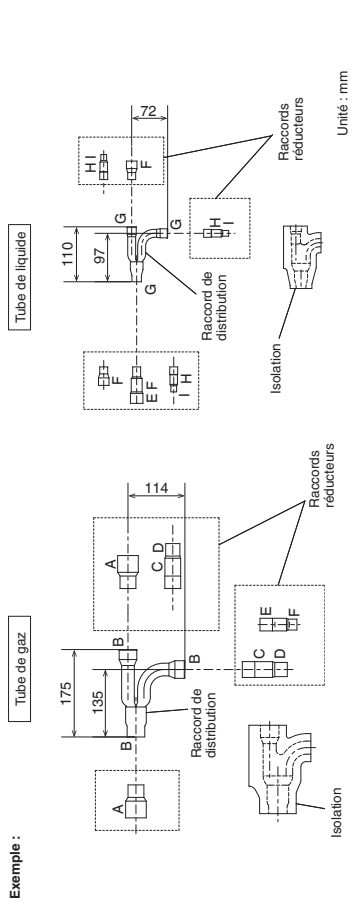 Exemple :
Tube de gaz
175
135
B
B
B
A
A
C D
114
C
D
E
F
Raccord de
distribution
Raccords
réducteurs
Isolation
Tube de liquide
110
97
G
G
G
H I
F
72
F
E F
I H
H
I
Raccord de
distribution
Raccords
réducteurs
Isolation
Unité : mm